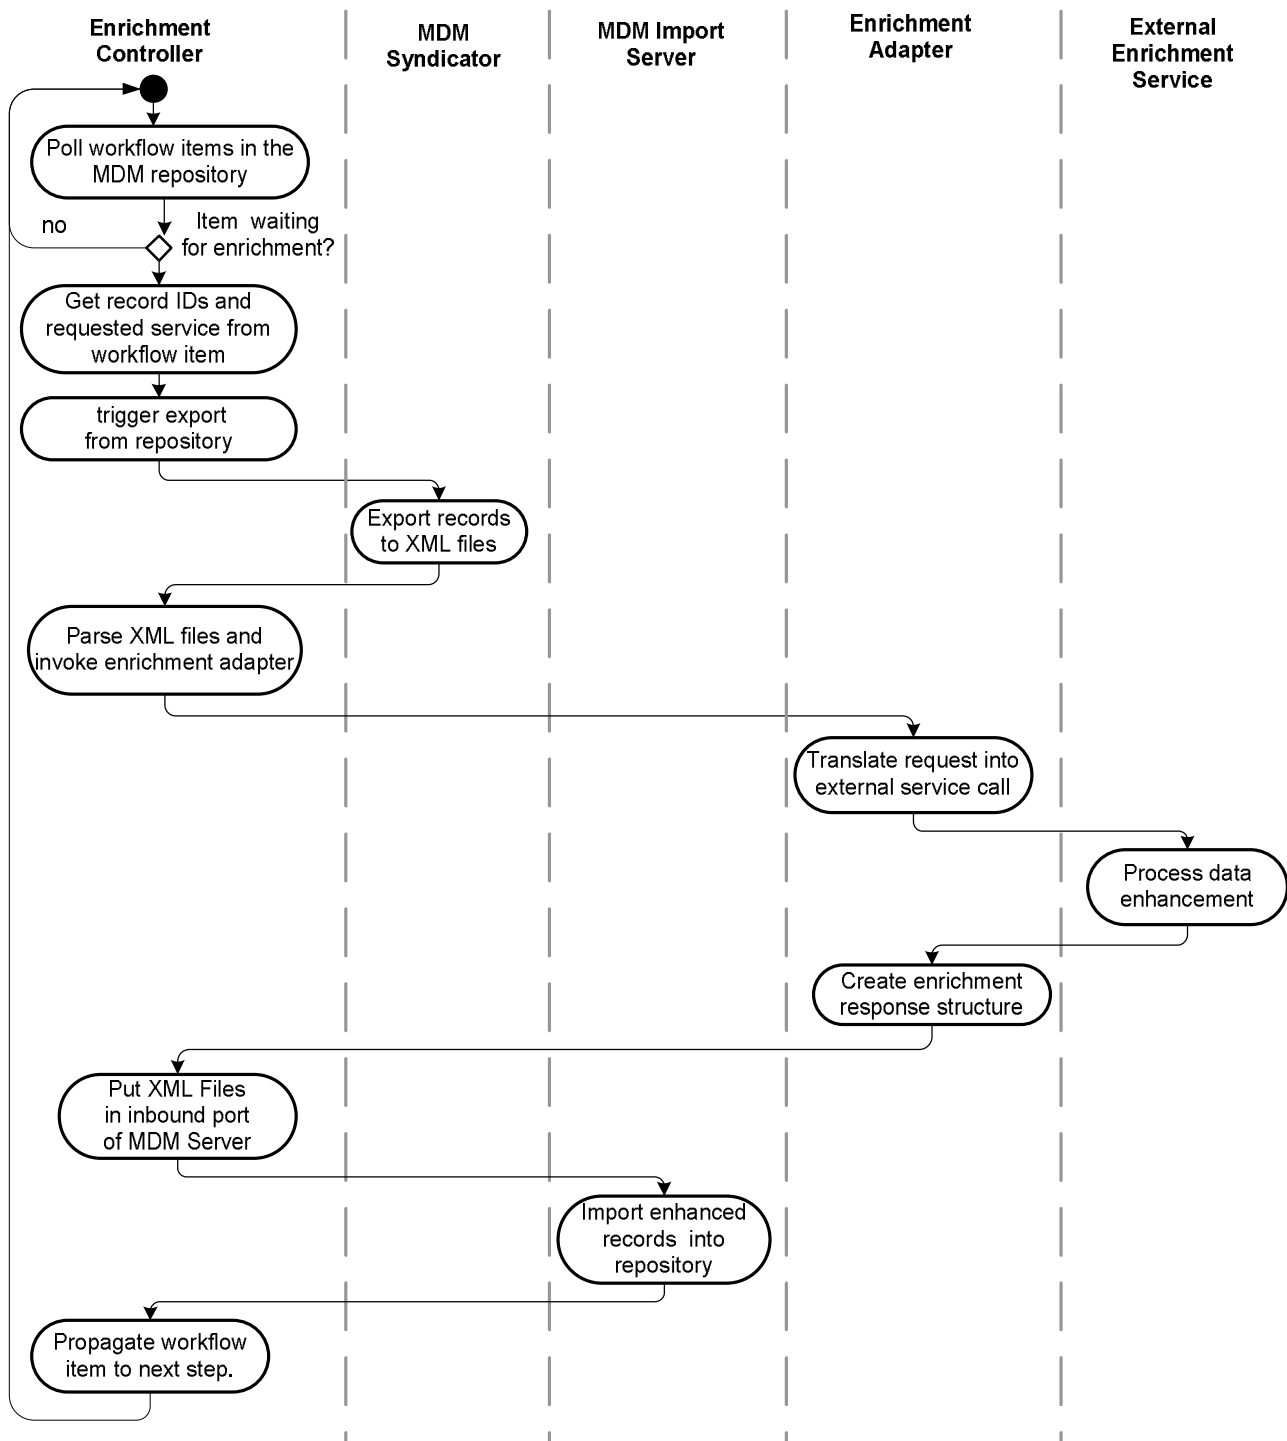 Enrichment
Controller
MDM
Syndicator
MDM Import
Server
Enrichment
Adapter
External
Enrichment
Service
Poll workflow items in the
MDM repository
no
Item waiting
for enrichment?
Get record IDs and
requested service from
workflow item
trigger export
from repository
Export records
to XML files
Parse XML files and
invoke enrichment adapter
Translate request into
external service call
Process data
enhancement
Create enrichment
response structure
Put XML Files
in inbound port
of MDM Server
Import enhanced
records into
repository
Propagate workflow
item to next step.